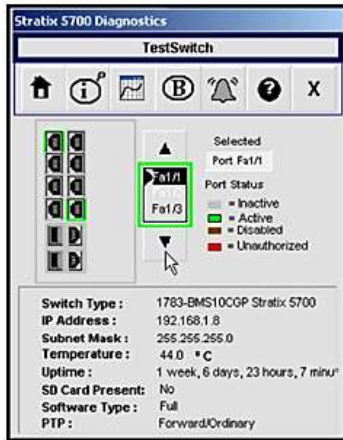 Stratix 5700 Diagnostics
TestSwitch
i B ? X
Selected
Port Fa1/1
Fa1/1
Fa1/3
Port Status
= Inactive
= Active
= Disabled
= Unauthorized
Switch Type : 1783-BMS10CGP Stratix 5700
IP Address : 192.168.1.8
Subnet Mask : 255.255.255.0
Temperature : 44.0 °C
Uptime : 1 week, 6 days, 23 hours, 7 minu
SD Card Present: No
Software Type : Full
PTP : Forward/Ordinary